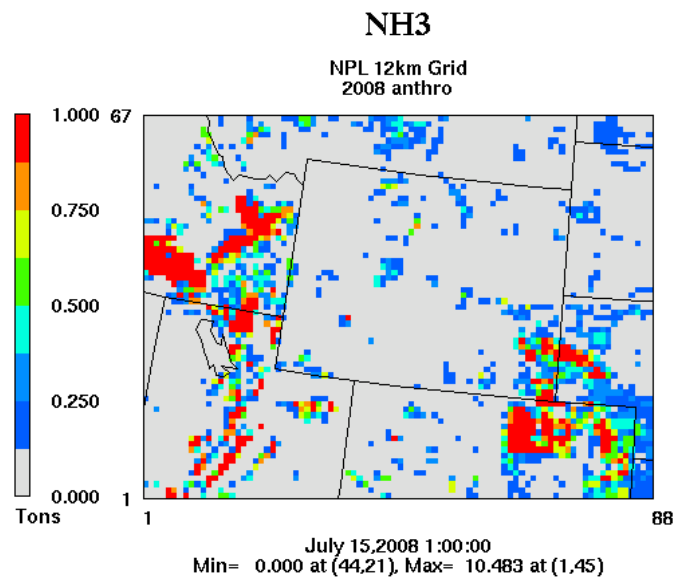 NH3
NPL 12km Grid
2008 anthro
1.000
67
0.750
0.500
0.250
0.000
1
Tons
1
88
July 15,2008 1:00:00
Min= 0.000 at (44,21), Max= 10.483 at (1,45)